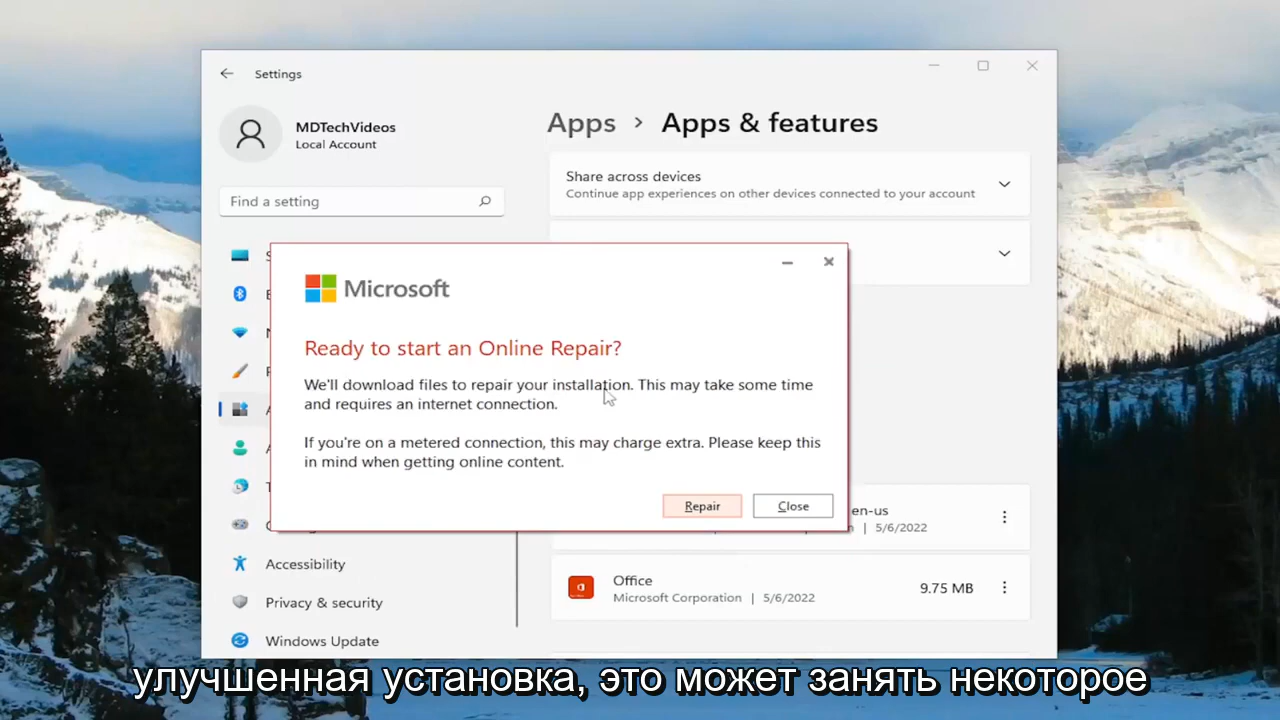 Settings
MDTechVideos
Local Account
Find a setting
Apps > Apps & features
Share across devices
Continue app experiences on other devices connected to your account
Microsoft
Ready to start an Online Repair?
We'll download files to repair your installation. This may take some time
and requires an internet connection.
If you're on a metered connection, this may charge extra. Please keep this
in mind when getting online content.
Repair
Close
en-us
| 5/6/2022
Office
Microsoft Corporation | 5/6/2022
9.75 MB
Accessibility
Privacy & security
Windows Update
улучшенная установка, это может занять некоторое